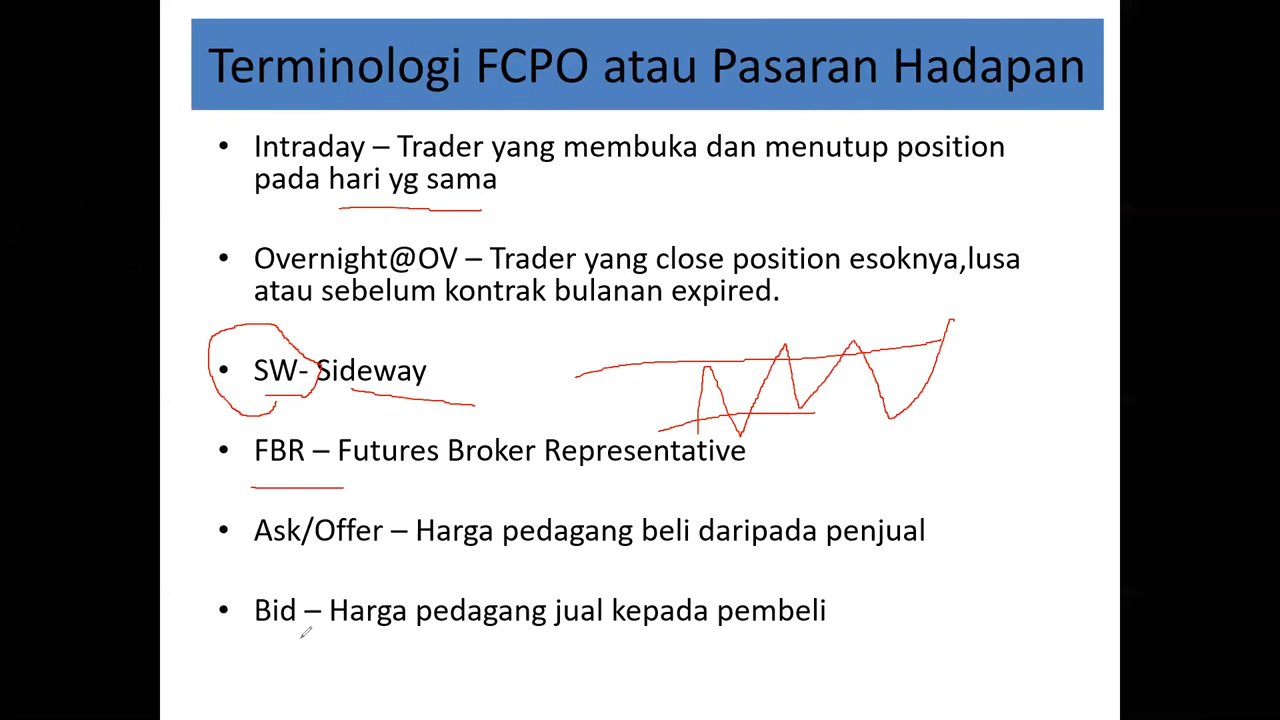 Terminologi FCPO atau Pasaran Hadapan
• Intraday – Trader yang membuka dan menutup position
pada hari yg sama
• Overnight@OV – Trader yang close position esoknya,lusa
atau sebelum kontrak bulanan expired.
• SW- Sideway
• FBR – Futures Broker Representative
• Ask/Offer – Harga pedagang beli daripada penjual
• Bid – Harga pedagang jual kepada pembeli